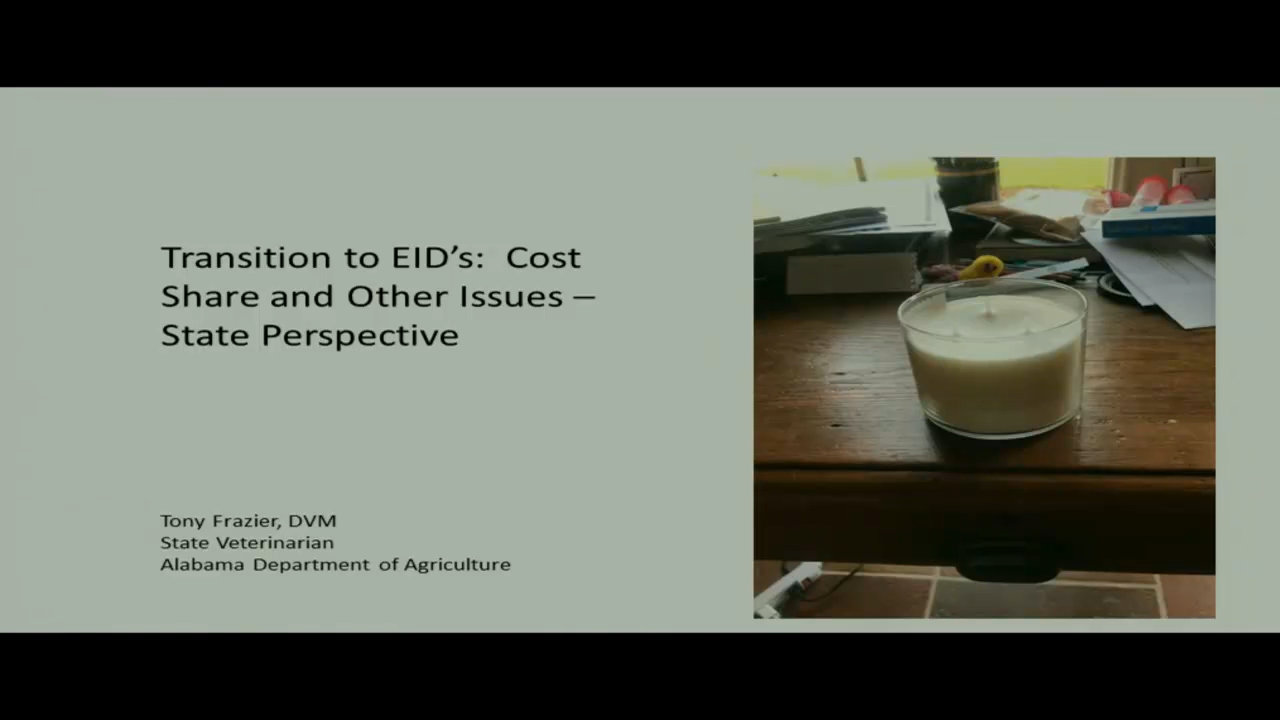 Transition to EID’s: Cost
Share and Other Issues –
State Perspective
Tony Frazier, DVM
State Veterinarian
Alabama Department of Agriculture